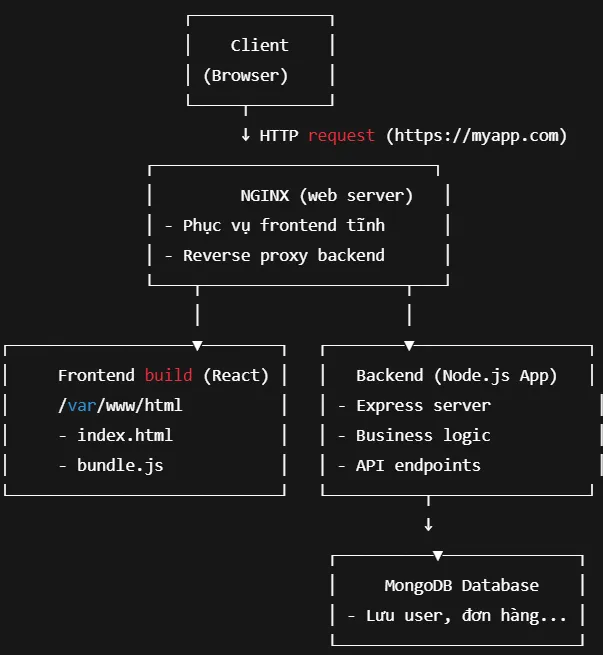 Client
(Browser)
↓ HTTP request (https://myapp.com)
NGINX (web server)
- Phục vụ frontend tĩnh
- Reverse proxy backend
Frontend build (React)
/var/www/html
- index.html
- bundle.js
Backend (Node.js App)
- Express server
- Business logic
- API endpoints
↓
MongoDB Database
- Lưu user, đơn hàng...